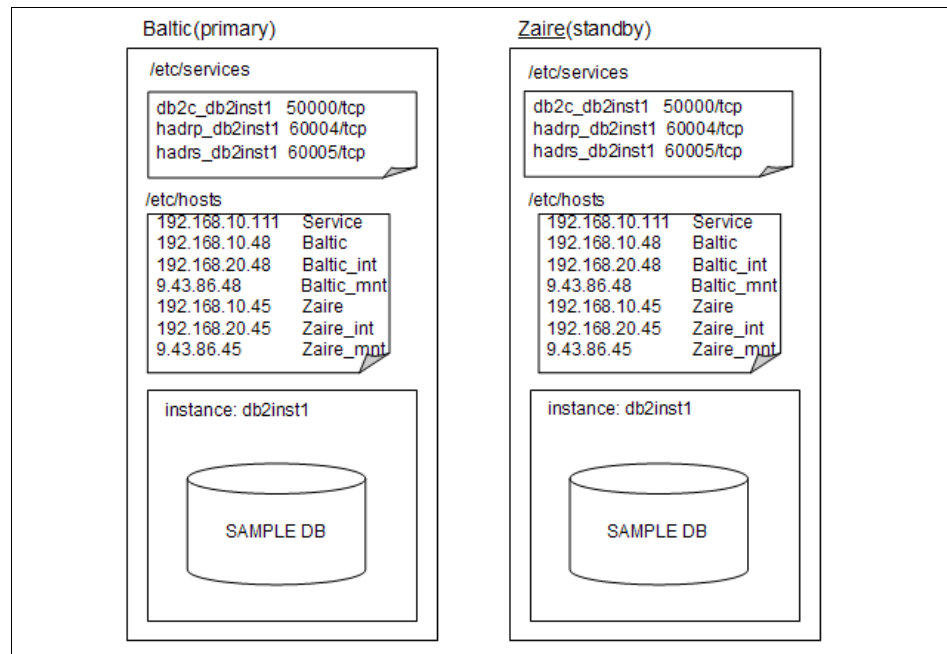 Baltic(primary)
/etc/services
db2c_db2inst1 50000/tcp
hadrp_db2inst1 60004/tcp
hadrs_db2inst1 60005/tcp
/etc/hosts
192.168.10.111 Service
192.168.10.48 Baltic
192.168.20.48 Baltic_int
9.43.86.48 Baltic_mnt
192.168.10.45 Zaire
192.168.20.45 Zaire_int
9.43.86.45 Zaire_mnt
instance: db2inst1
SAMPLE DB
Zaire(standby)
/etc/services
db2c_db2inst1 50000/tcp
hadrp_db2inst1 60004/tcp
hadrs_db2inst1 60005/tcp
/etc/hosts
192.168.10.111 Service
192.168.10.48 Baltic
192.168.20.48 Baltic_int
9.43.86.48 Baltic_mnt
192.168.10.45 Zaire
192.168.20.45 Zaire_int
9.43.86.45 Zaire_mnt
instance: db2inst1
SAMPLE DB